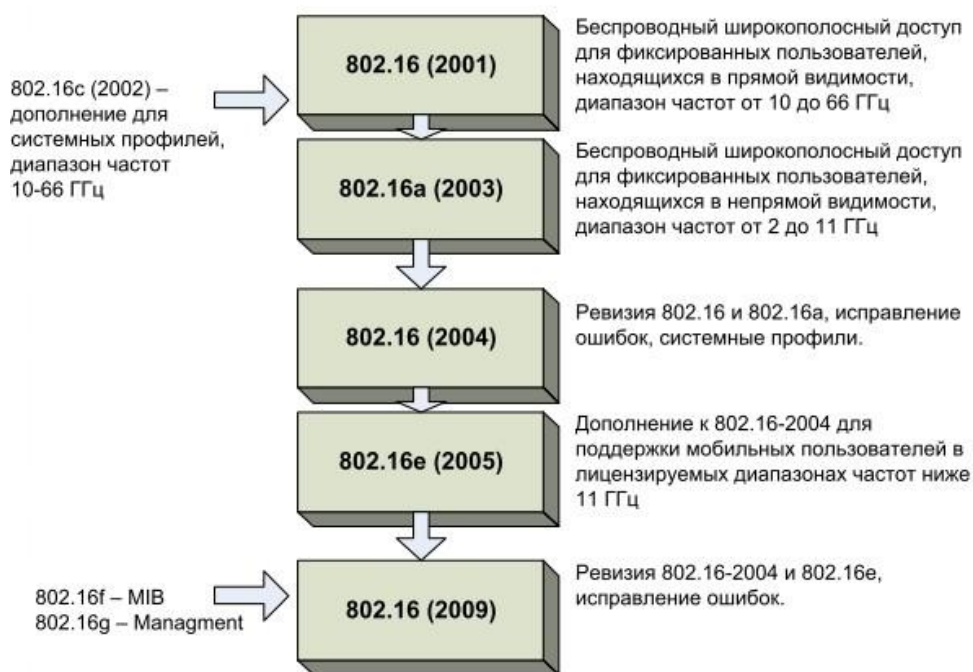 802.16 (2001)
Беспроводный широкополосный доступ
для фиксированных пользователей,
находящихся в прямой видимости,
диапазон частот от 10 до 66 ГГц
802.16c (2002) –
дополнение для
системных профилей,
диапазон частот
10-66 ГГц
802.16a (2003)
Беспроводный широкополосный доступ
для фиксированных пользователей,
находящихся в непрямой видимости,
диапазон частот от 2 до 11 ГГц
802.16 (2004)
Ревизия 802.16 и 802.16a, исправление
ошибок, системные профили.
802.16e (2005)
Дополнение к 802.16-2004 для
поддержки мобильных пользователей в
лицензируемых диапазонах частот ниже
11 ГГц
802.16f – MIB
802.16g – Managment
802.16 (2009)
Ревизия 802.16-2004 и 802.16e,
исправление ошибок.